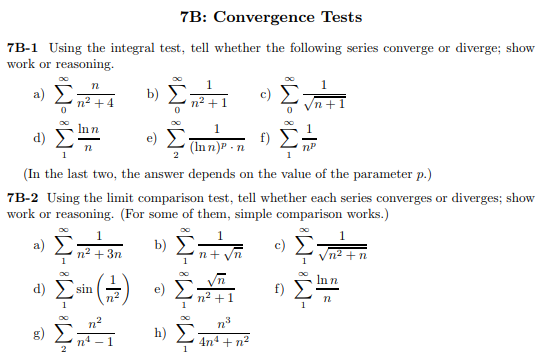 7B: Convergence Tests
7B-1 Using the integral test, tell whether the following series converge or diverge; show
work or reasoning.
a) $\sum_{0}^{\infty} \frac{n}{n^2+4}$ b) $\sum_{0}^{\infty} \frac{1}{n^2+1}$ c) $\sum_{0}^{\infty} \frac{1}{\sqrt{n+1}}$
d) $\sum_{1}^{\infty} \frac{\ln n}{n}$ e) $\sum_{2}^{\infty} \frac{1}{(\ln n)^p \cdot n}$ f) $\sum_{1}^{\infty} \frac{1}{n^p}$
(In the last two, the answer depends on the value of the parameter $p$.)
7B-2 Using the limit comparison test, tell whether each series converges or diverges; show
work or reasoning. (For some of them, simple comparison works.)
a) $\sum_{1}^{\infty} \frac{1}{n^2+3n}$ b) $\sum_{1}^{\infty} \frac{1}{n+\sqrt{n}}$ c) $\sum_{1}^{\infty} \frac{1}{\sqrt{n^2+n}}$
d) $\sum_{1}^{\infty} \sin\left(\frac{1}{n^2}\right)$ e) $\sum_{1}^{\infty} \frac{\sqrt{n}}{n^2+1}$ f) $\sum_{1}^{\infty} \frac{\ln n}{n}$
g) $\sum_{2}^{\infty} \frac{n^2}{n^4-1}$ h) $\sum_{1}^{\infty} \frac{n^3}{4n^4+n^2}$